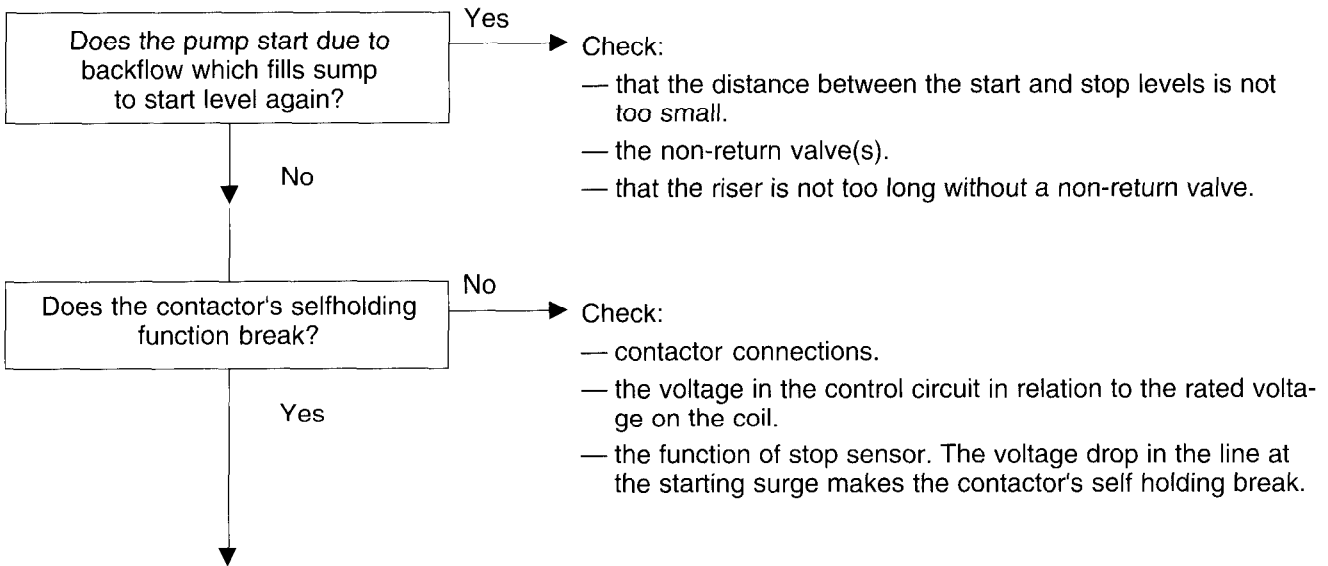 Does the pump start due to
backflow which fills sump
to start level again?
Yes
Check:
— that the distance between the start and stop levels is not
too small.
— the non-return valve(s).
— that the riser is not too long without a non-return valve.
No
Does the contactor's selfholding
function break?
No
Check:
— contactor connections.
— the voltage in the control circuit in relation to the rated volta-
ge on the coil.
— the function of stop sensor. The voltage drop in the line at
the starting surge makes the contactor's self holding break.
Yes